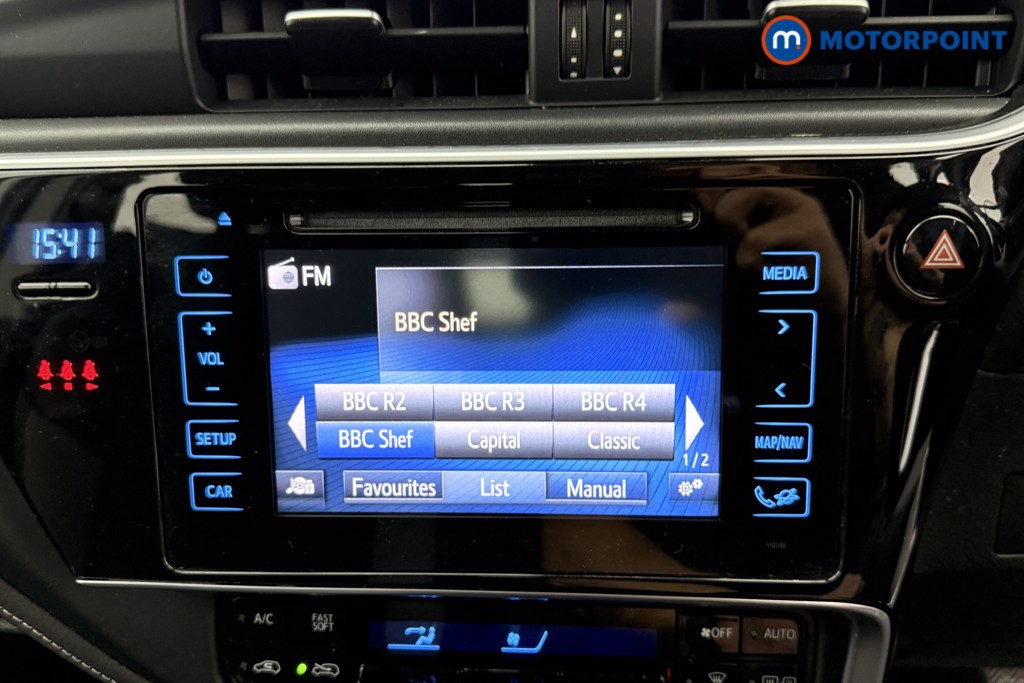 m MOTORPOINT
15:41
FM
BBC Shef
BBC R2 BBC R3 BBC R4
BBC Shef Capital Classic
1/2
Favourites List Manual
+
VOL
-
SETUP
CAR
MEDIA
>
<
MAP/NAV
A/C
FAST
SOFT
OFF
AUTO